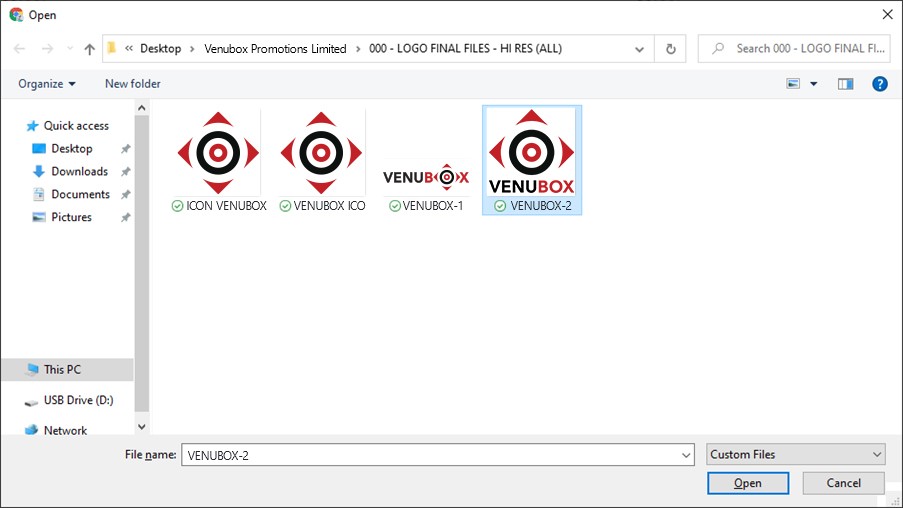 Open
« Desktop > Venubox Promotions Limited > 000 - LOGO FINAL FILES - HI RES (ALL)
Search 000 - LOGO FINAL FI...
Organize
New folder
Quick access
Desktop
Downloads
Documents
Pictures
This PC
USB Drive (D:)
Network
VENUBOX
VENUBOX
ICON VENUBOX
VENUBOX ICO
VENUBOX-1
VENUBOX-2
File name:
VENUBOX-2
Custom Files
Open
Cancel